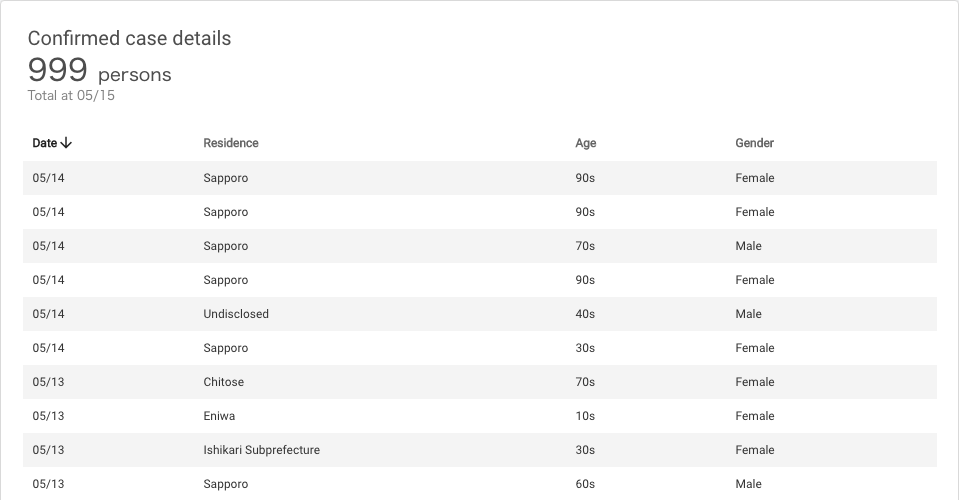 Confirmed case details
999 persons
Total at 05/15
Date Residence Age Gender
05/14 Sapporo 90s Female
05/14 Sapporo 90s Female
05/14 Sapporo 70s Male
05/14 Sapporo 90s Female
05/14 Undisclosed 40s Male
05/14 Sapporo 30s Female
05/13 Chitose 70s Female
05/13 Eniwa 10s Female
05/13 Ishikari Subprefecture 30s Female
05/13 Sapporo 60s Male